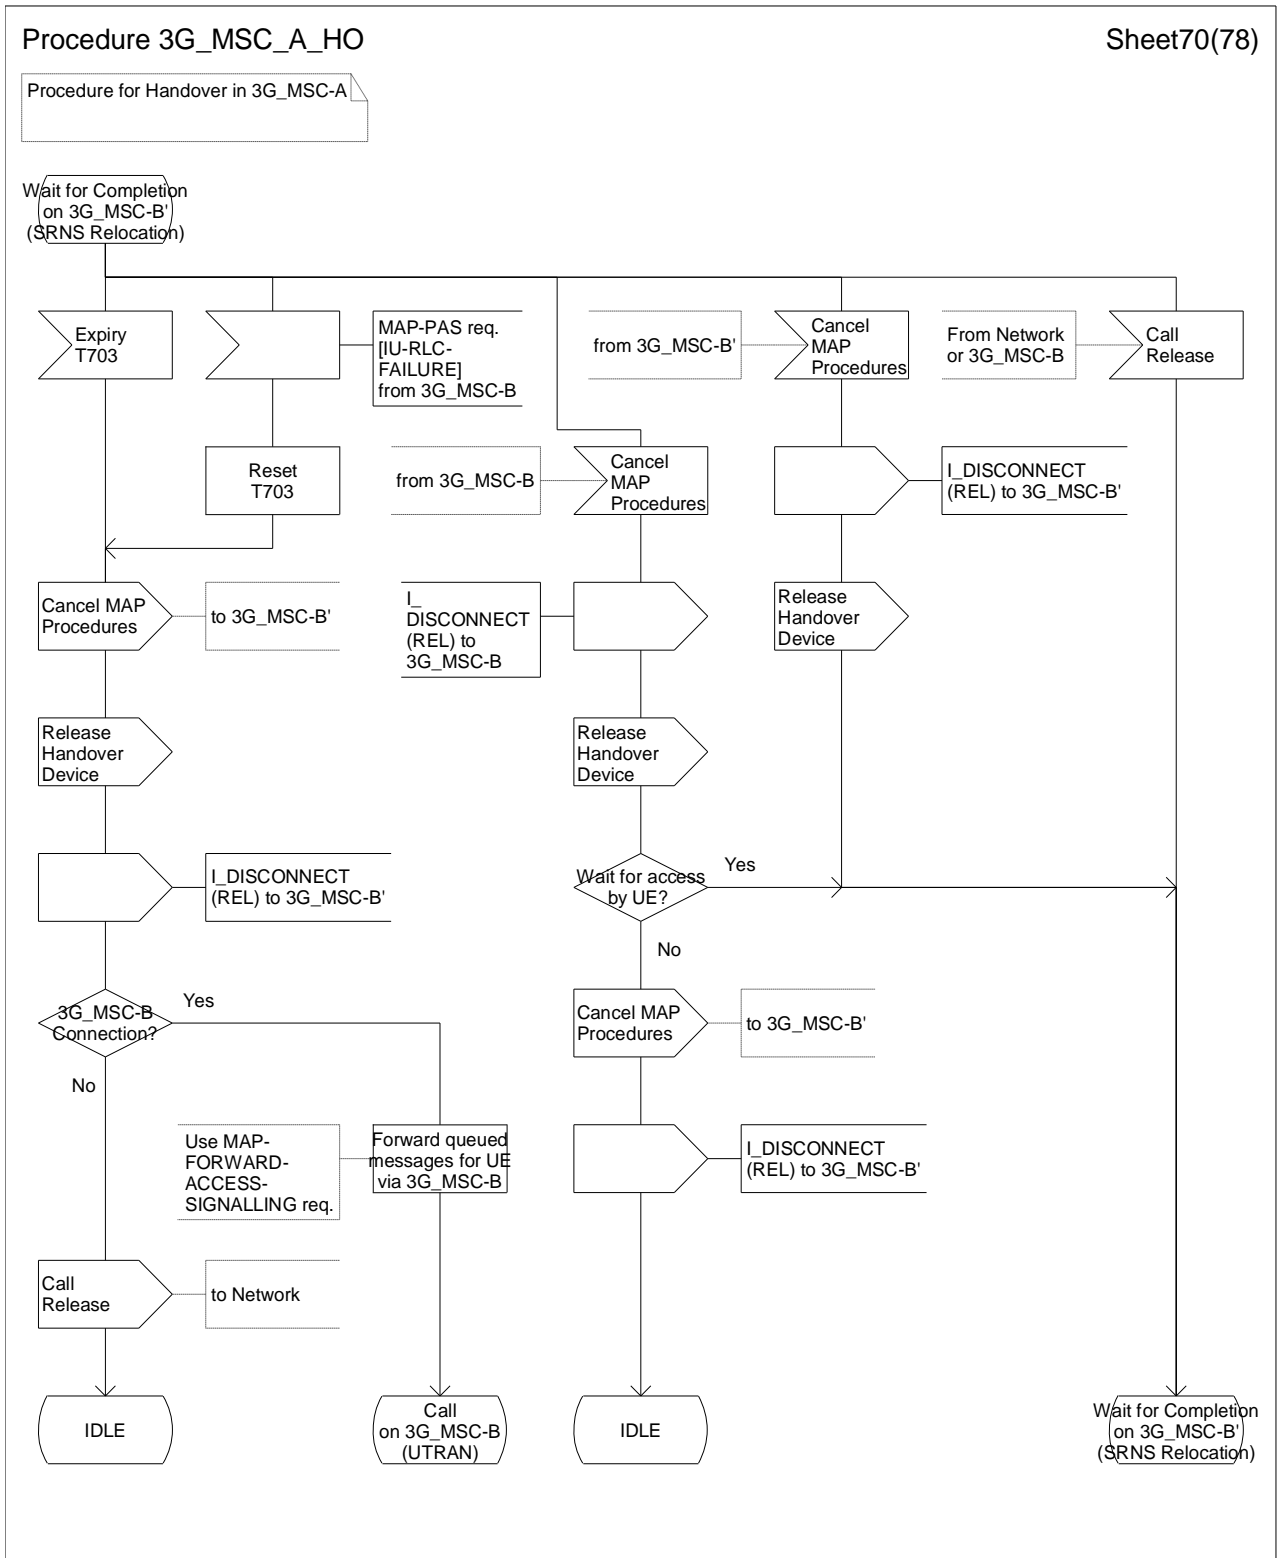 Procedure 3G_MSC_A_HO
Sheet70(78)
Procedure for Handover in 3G_MSC-A
Wait for Completion
on 3G_MSC-B'
(SRNS Relocation)
Expiry
T703
MAP-PAS req.
[IU-RLC-
FAILURE]
from 3G_MSC-B
from 3G_MSC-B'
Cancel
MAP
Procedures
From Network
or 3G_MSC-B
Call
Release
Reset
T703
from 3G_MSC-B
Cancel
MAP
Procedures
I_DISCONNECT
(REL) to 3G_MSC-B'
Cancel MAP
Procedures
to 3G_MSC-B'
I_
DISCONNECT
(REL) to
3G_MSC-B
Release
Handover
Device
Release
Handover
Device
Release
Handover
Device
I_DISCONNECT
(REL) to 3G_MSC-B'
Wait for access
by UE?
Yes
No
3G_MSC-B
Connection?
Yes
No
Cancel MAP
Procedures
to 3G_MSC-B'
Use MAP-
FORWARD-
ACCESS-
SIGNALLING req.
Forward queued
messages for UE
via 3G_MSC-B
I_DISCONNECT
(REL) to 3G_MSC-B'
Call
Release
to Network
IDLE
Call
on 3G_MSC-B
(UTRAN)
IDLE
Wait for Completion
on 3G_MSC-B'
(SRNS Relocation)